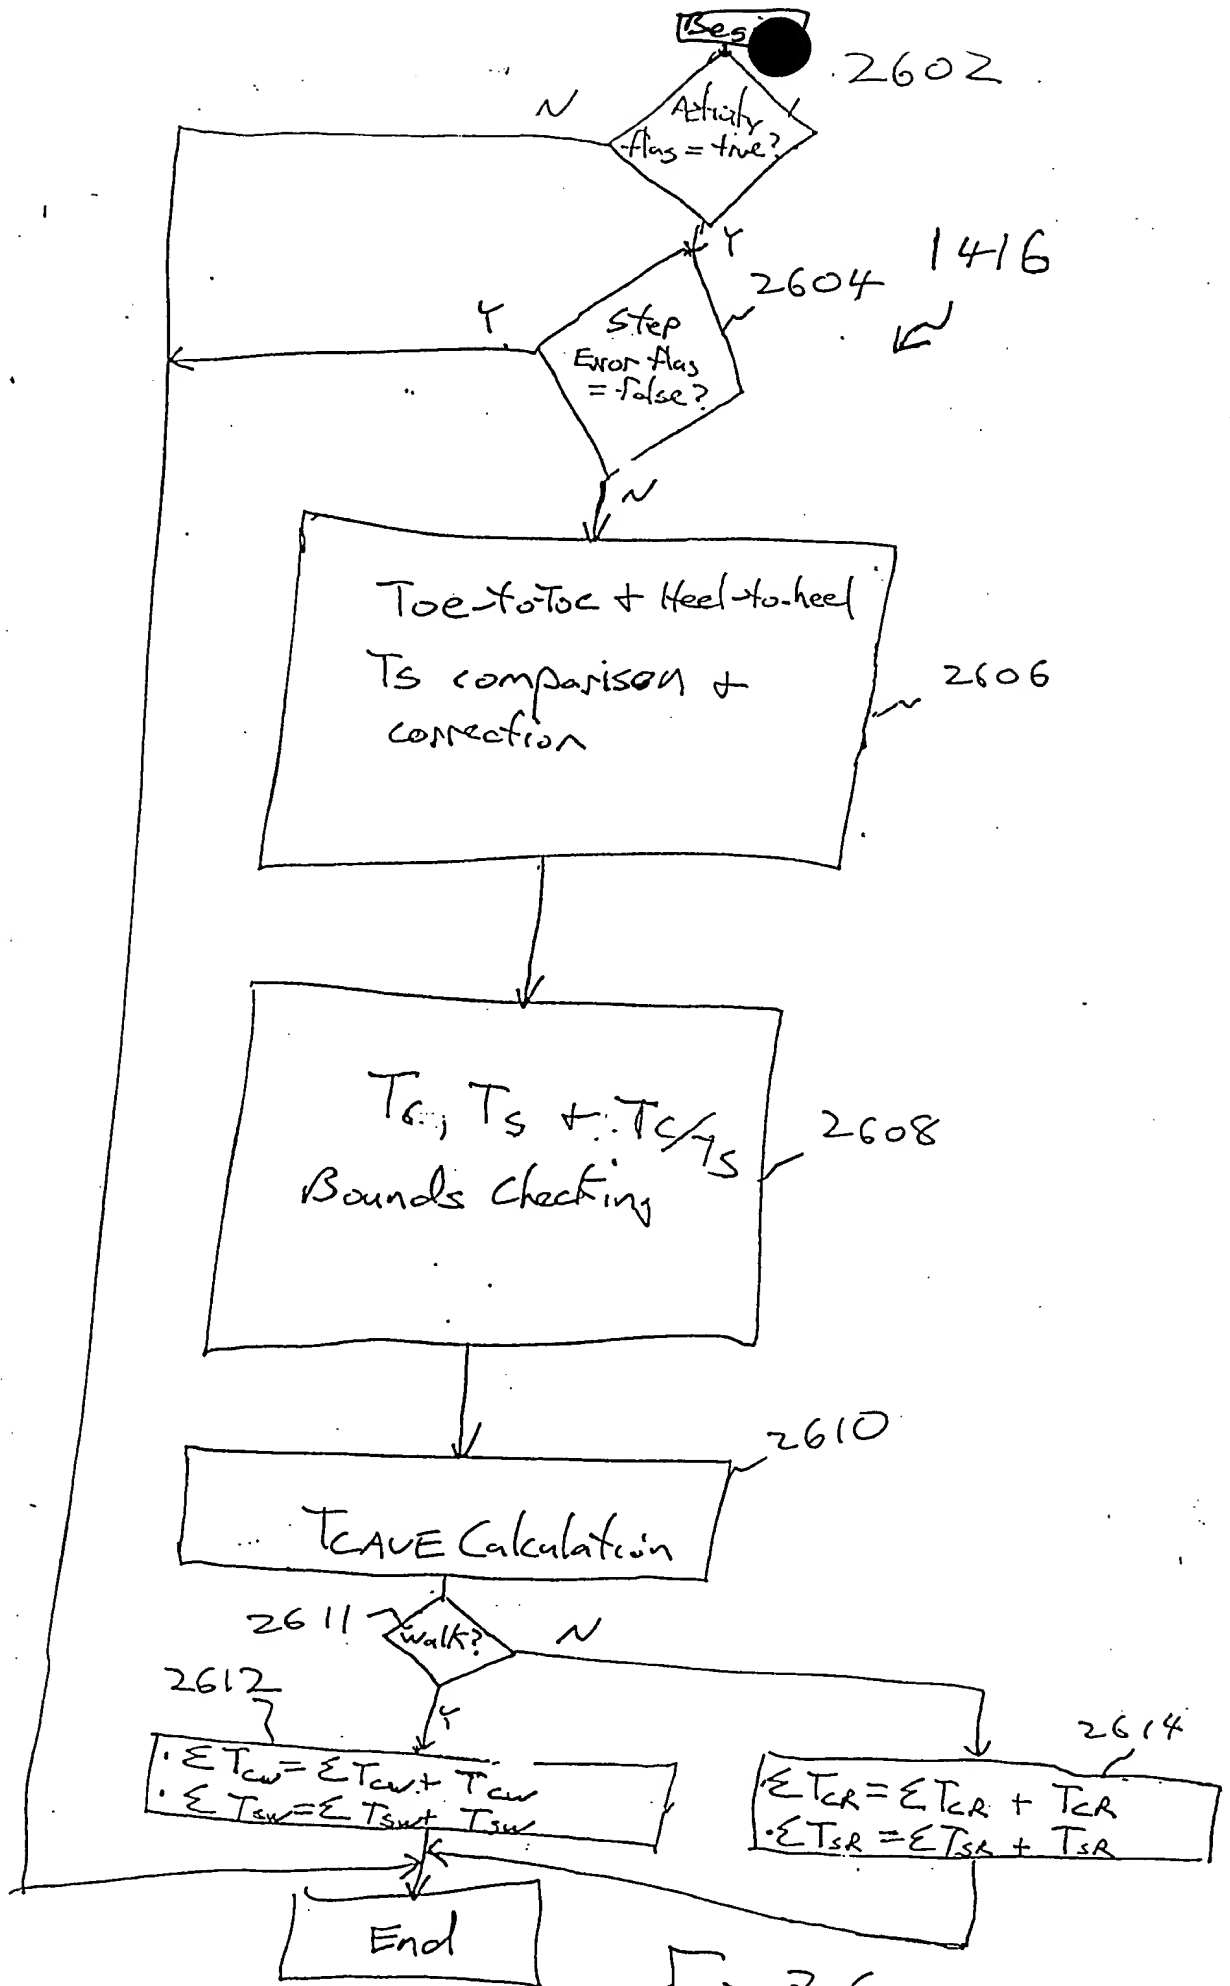 2602
N
Activity
flag = true?
Y
1416
2604
Y
Step
Error flag
= false?
N
Toe-to-Toe + Heel-to-heel
Ts comparison +
correction
2606
Tc, Ts + Tc/Ts
Bounds Checking
2608
2610
TCAVE Calculation
2611
walk?
N
2612
Y
2614
· ΣTcw = ΣTcw + Tcw
· ΣTsw = ΣTsw + Tsw
· ΣTCR = ΣTCR + TCR
· ΣTSR = ΣTSR + TSR
End